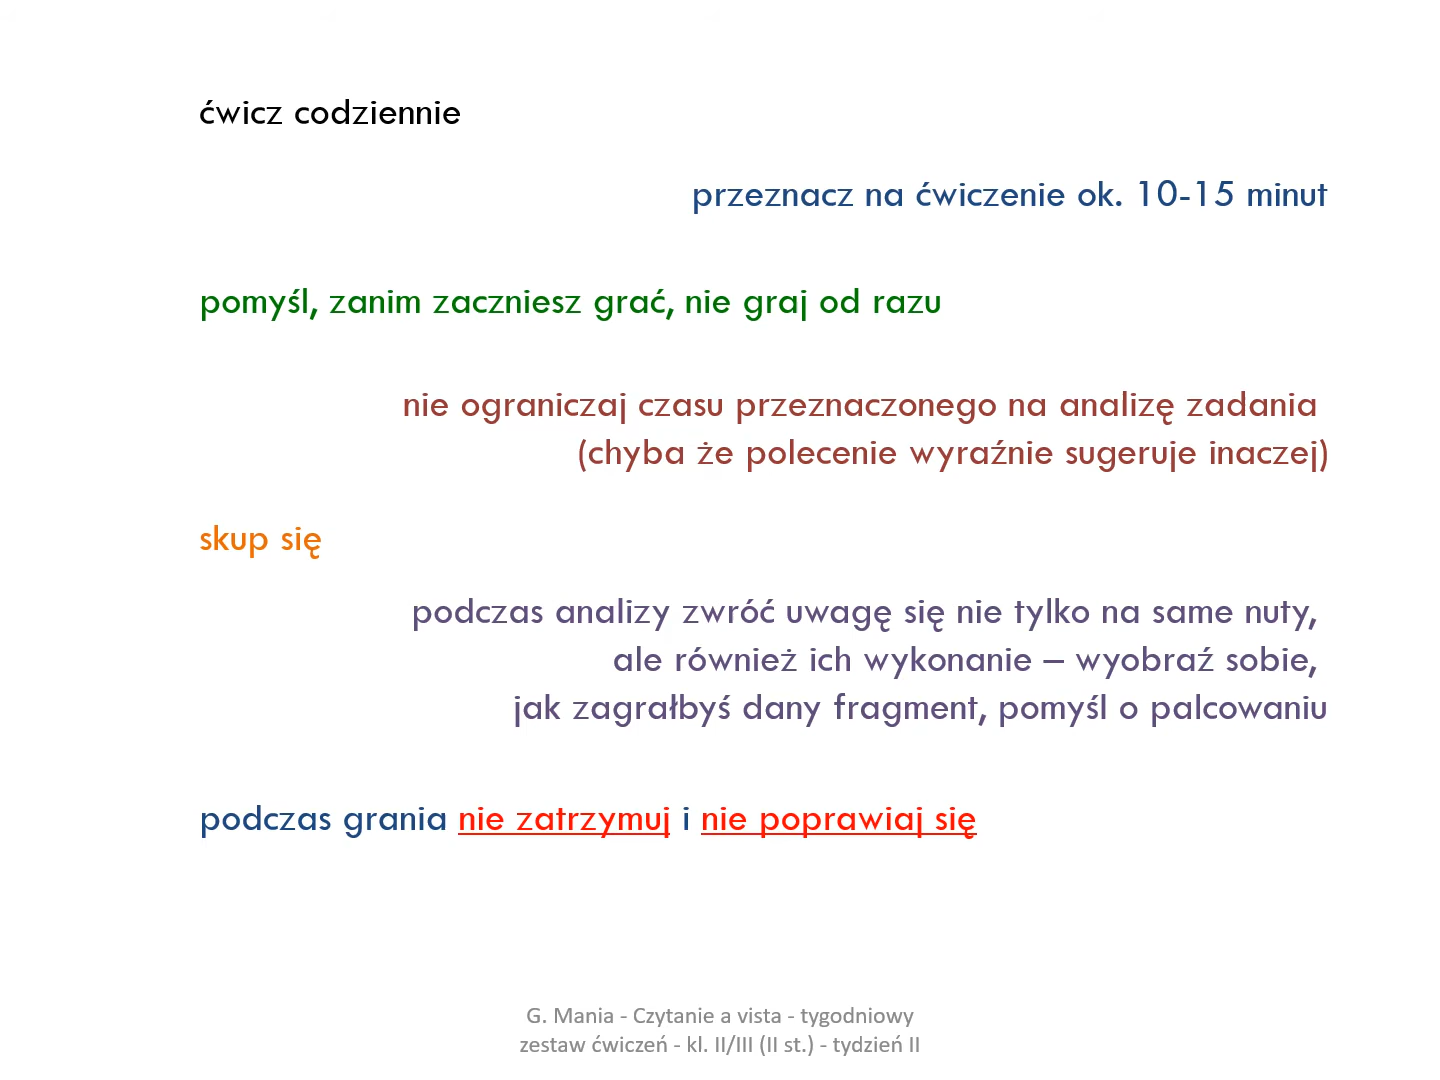 ćwicz codziennie
przeznacz na ćwiczenie ok. 10-15 minut
pomyśl, zanim zaczniesz grać, nie graj od razu
nie ograniczaj czasu przeznaczonego na analizę zadania
(chyba że polecenie wyraźnie sugeruje inaczej)
skup się
podczas analizy zwróć uwagę się nie tylko na same nuty,
ale również ich wykonanie – wyobraź sobie,
jak zagrałbyś dany fragment, pomyśl o palcowaniu
podczas grania nie zatrzymuj i nie poprawiaj się
G. Mania - Czytanie a vista - tygodniowy
zestaw ćwiczeń - kl. II/III (II st.) - tydzień II